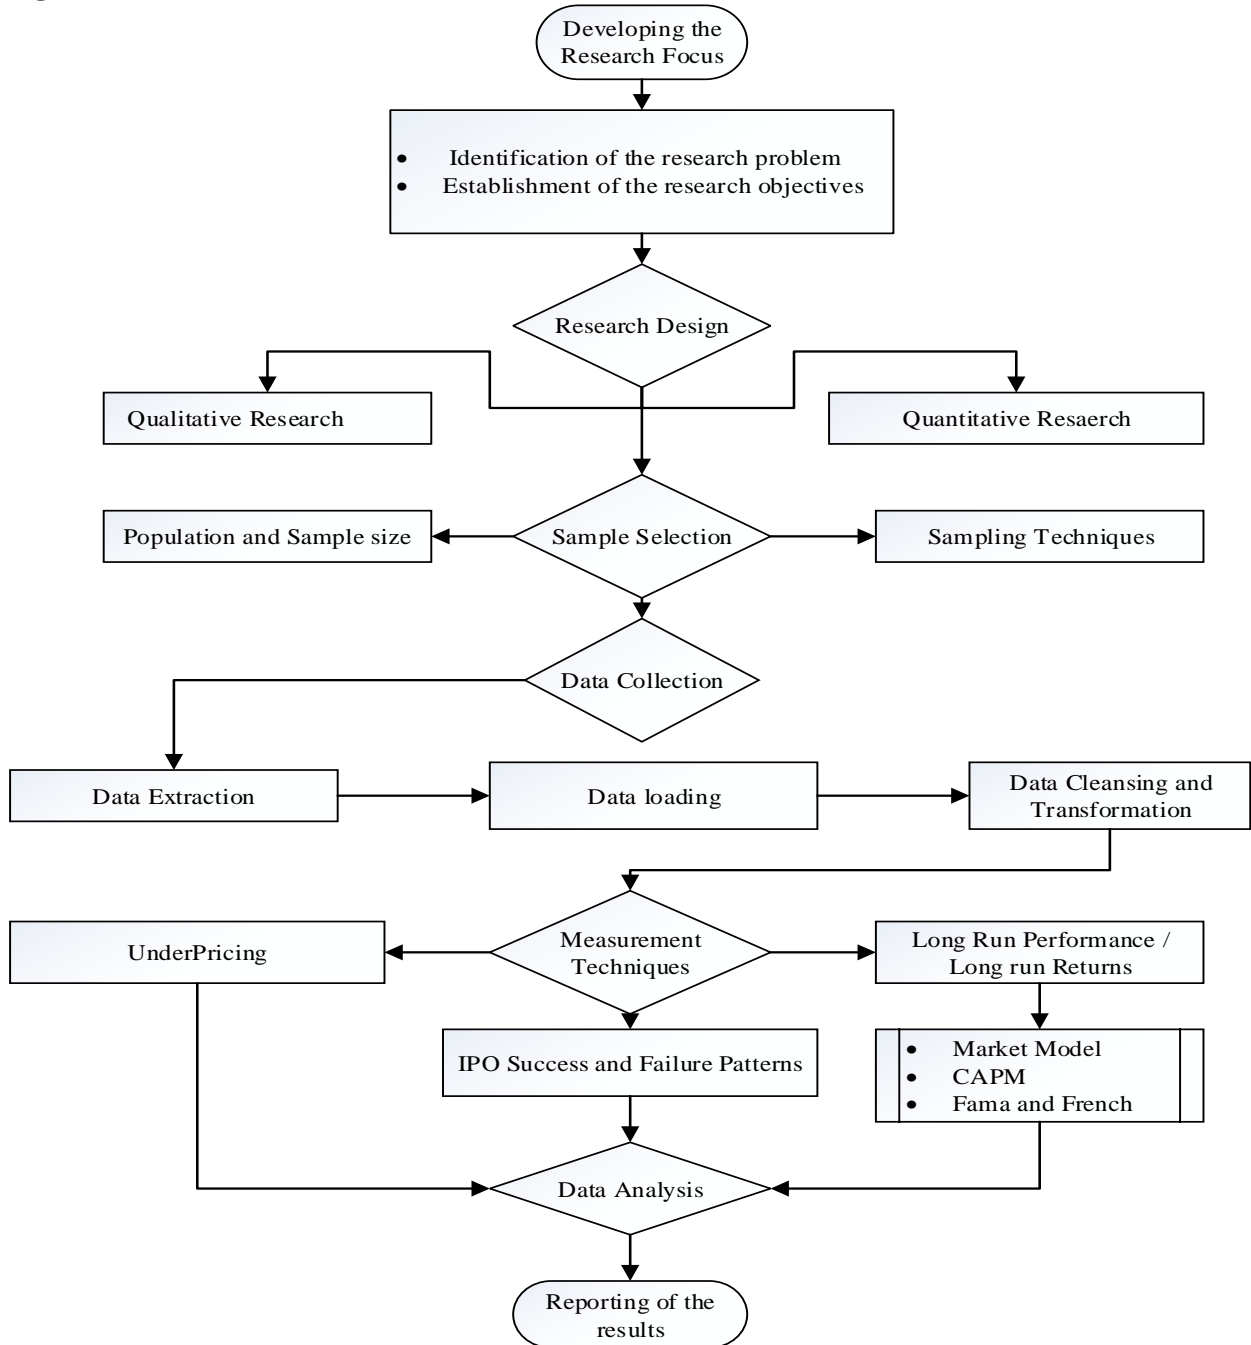 Developing the
Research Focus
• Identification of the research problem
• Establishment of the research objectives
Research Design
Qualitative Research
Quantitative Resaerch
Population and Sample size
Sample Selection
Sampling Techniques
Data Collection
Data Extraction
Data loading
Data Cleansing and
Transformation
UnderPricing
Measurement
Techniques
Long Run Performance /
Long run Returns
IPO Success and Failure Patterns
• Market Model
• CAPM
• Fama and French
Data Analysis
Reporting of the
results